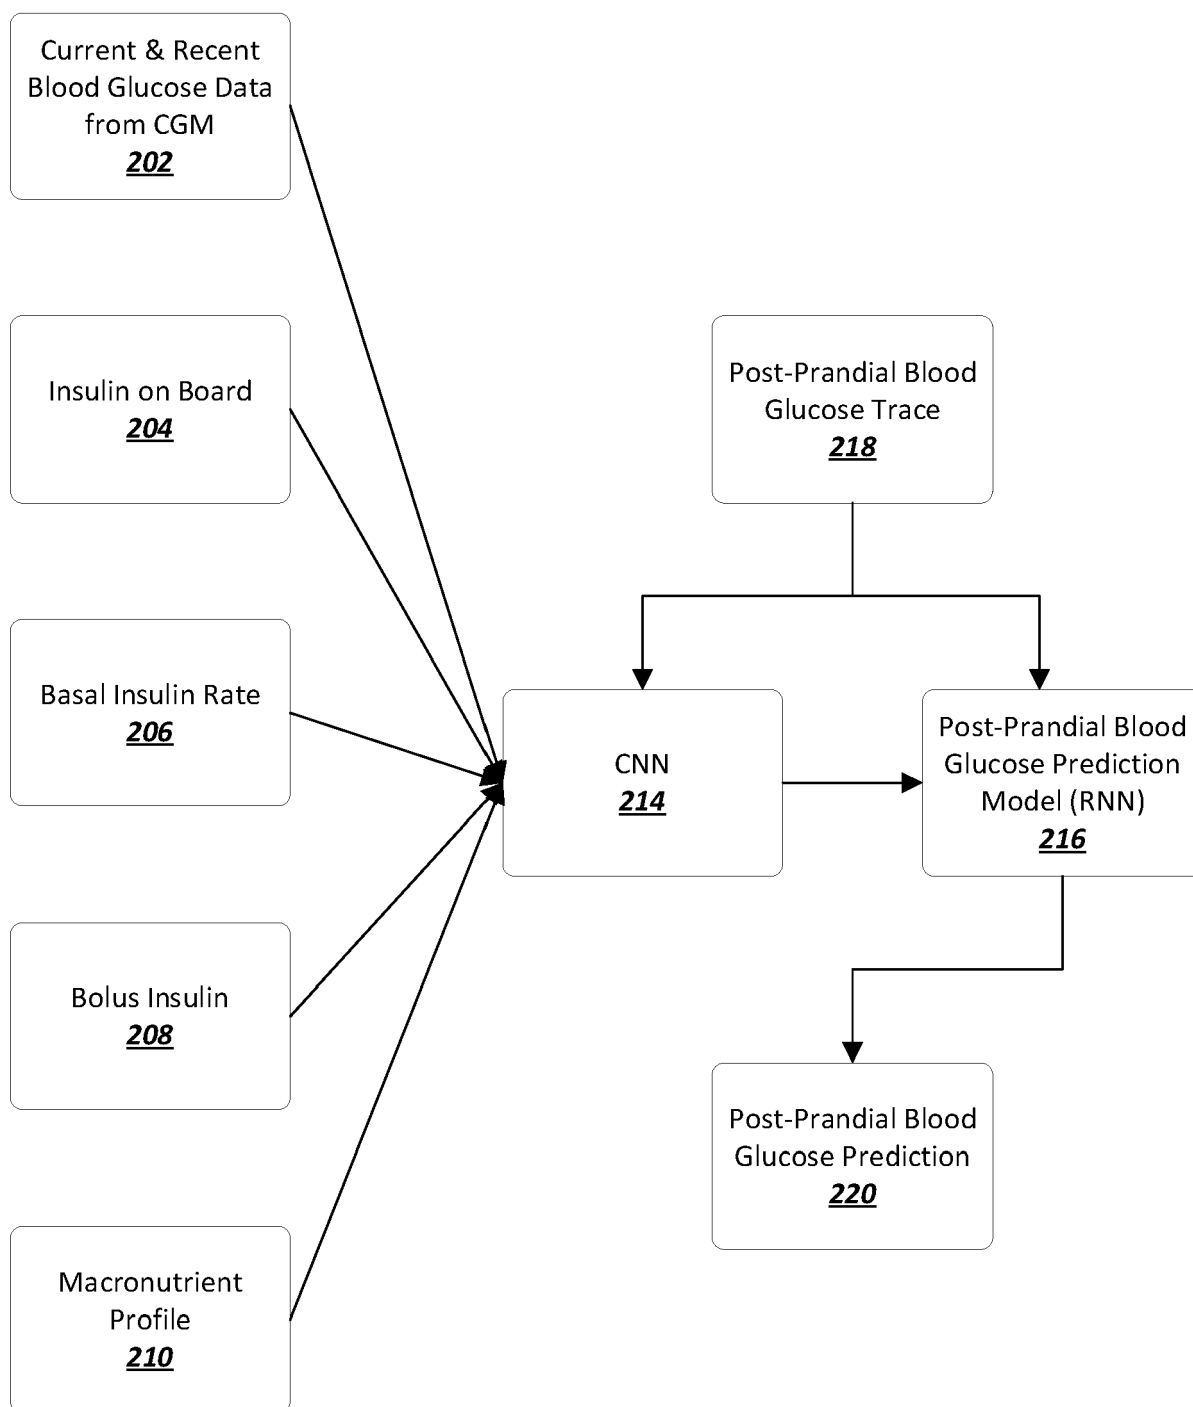 Current & Recent
Blood Glucose Data
from CGM
202
Insulin on Board
204
Basal Insulin Rate
206
Bolus Insulin
208
Macronutrient
Profile
210
CNN
214
Post-Prandial Blood
Glucose Trace
218
Post-Prandial Blood
Glucose Prediction
Model (RNN)
216
Post-Prandial Blood
Glucose Prediction
220